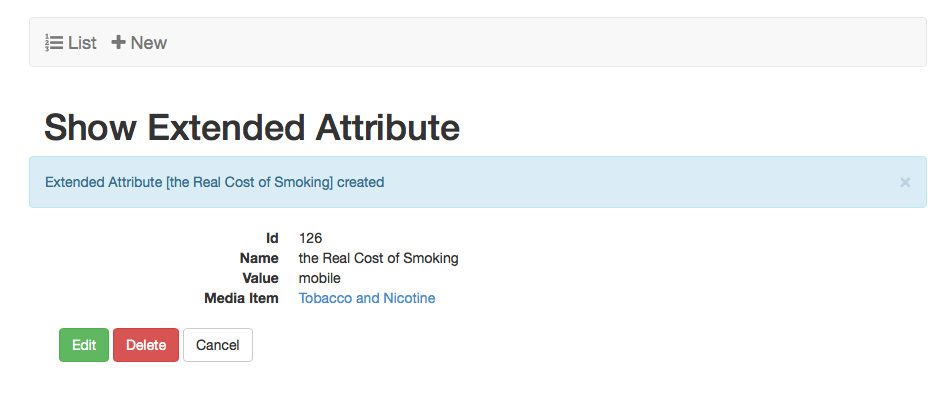 List New
Show Extended Attribute
Extended Attribute [the Real Cost of Smoking] created ×
Id 126
Name the Real Cost of Smoking
Value mobile
Media Item Tobacco and Nicotine
Edit Delete Cancel